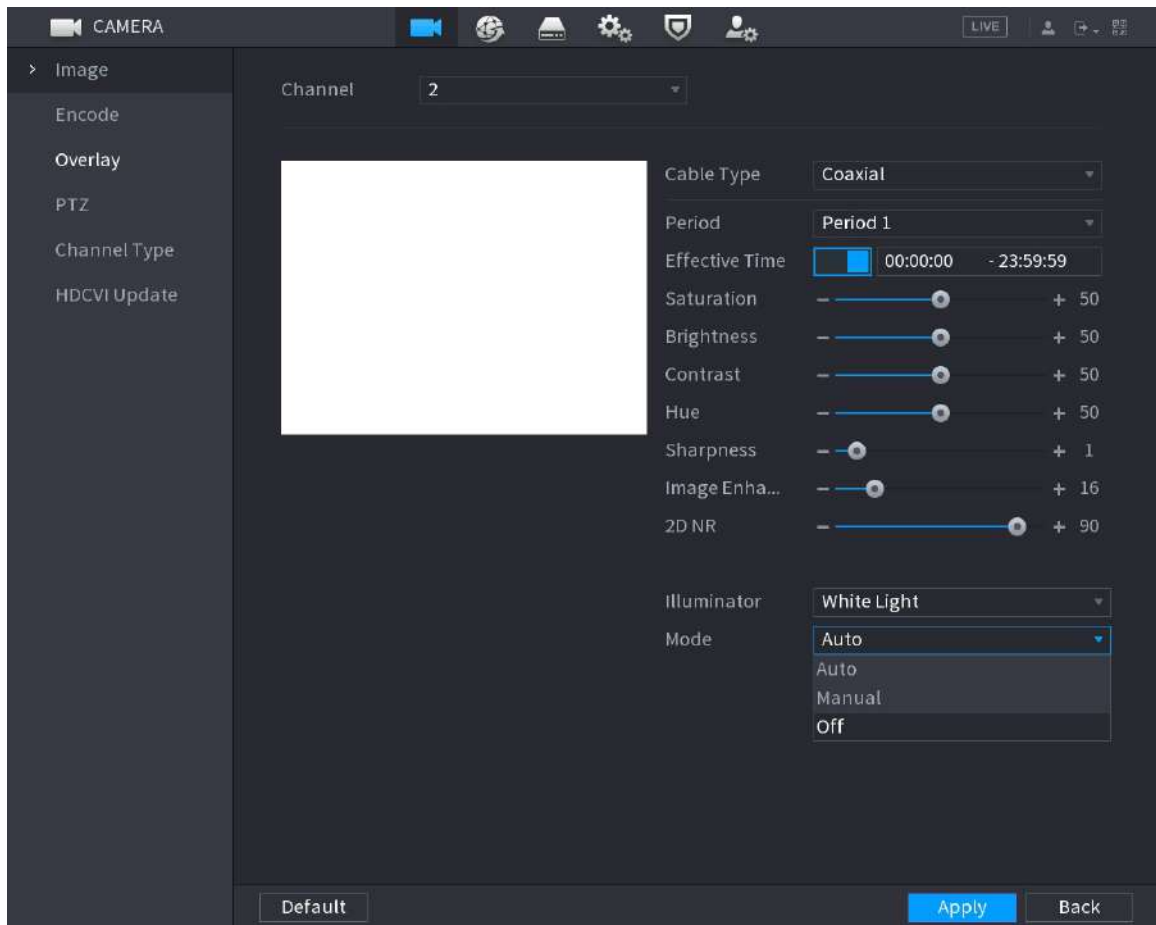 CAMERA
LIVE
> Image
Encode
Overlay
PTZ
Channel Type
HDCVI Update
Channel 2
Cable Type Coaxial
Period Period 1
Effective Time 00:00:00 - 23:59:59
Saturation - + 50
Brightness - + 50
Contrast - + 50
Hue - + 50
Sharpness - + 1
Image Enha... - + 16
2D NR - + 90
Illuminator White Light
Mode Auto
Auto
Manual
Off
Default Apply Back